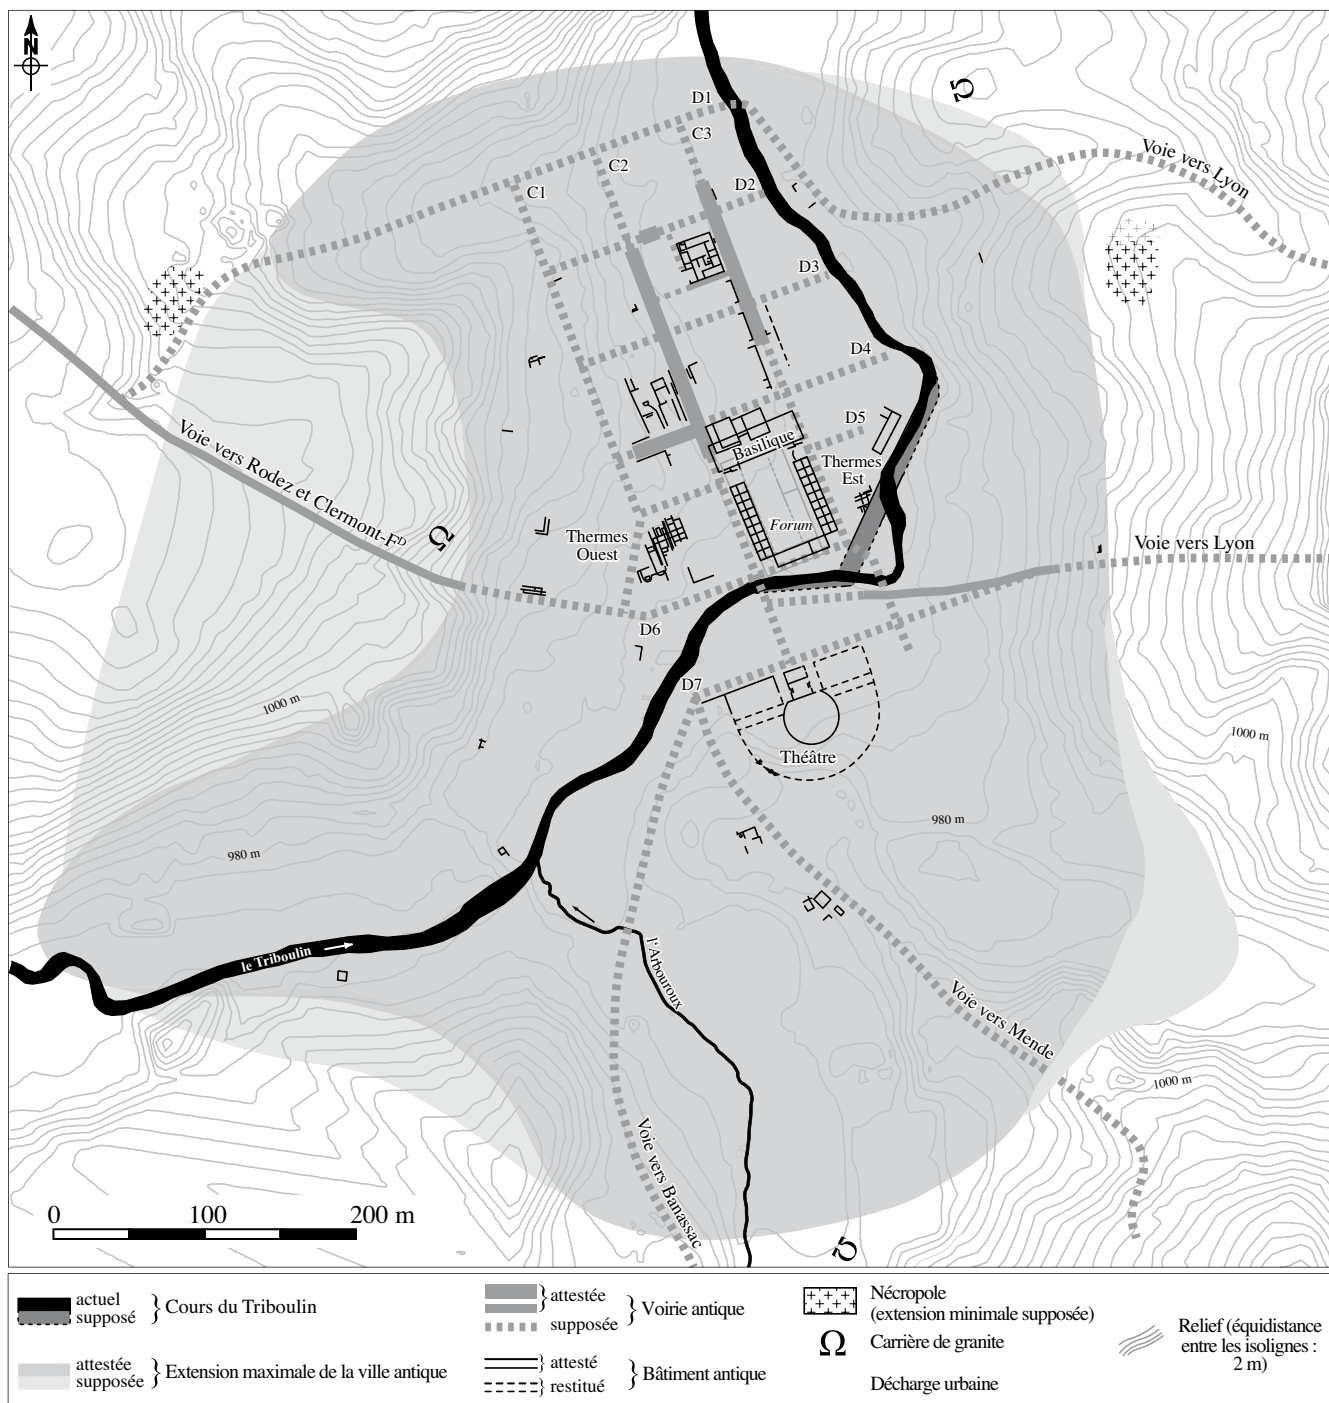 N
D1
C3
Voie vers Lyon
C2
D2
C1
D3
D4
D5
Basilique
Thermes
Est
Voie vers Rodez et Clermont-Fᴰ
Forum
Thermes
Ouest
Voie vers Lyon
D6
D7
1000 m
1000 m
Théâtre
980 m
980 m
le Triboulin
l'Arbouroux
Voie vers Mende
1000 m
Voie vers Banassac
0 100 200 m
actuel
supposé
Cours du Triboulin
attestée
supposée
Extension maximale de la ville antique
attestée
supposée
Voirie antique
attesté
restitué
Bâtiment antique
Nécropole
(extension minimale supposée)
Ω Carrière de granite
Décharge urbaine
Relief (équidistance
entre les isolignes :
2 m)